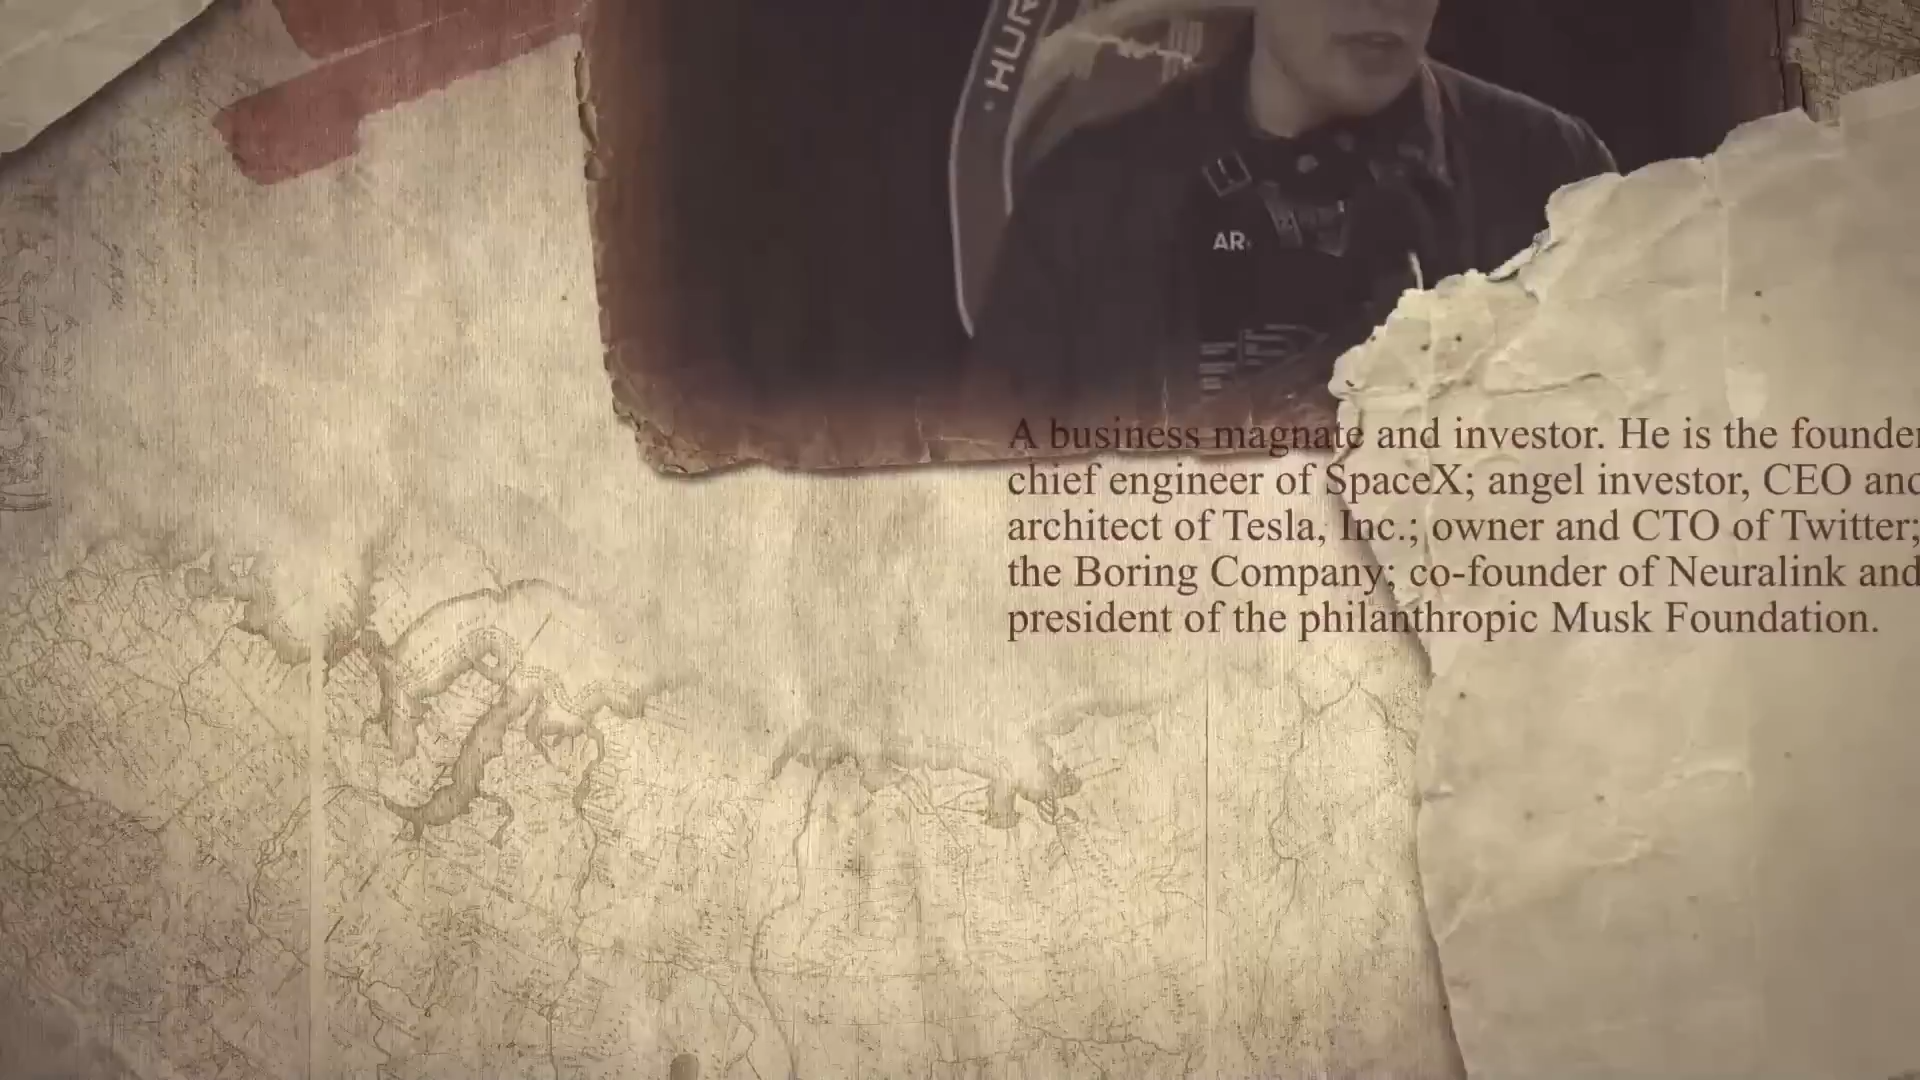 HUR
AR
A business magnate and investor. He is the founder
chief engineer of SpaceX; angel investor, CEO and
architect of Tesla, Inc.; owner and CTO of Twitter;
the Boring Company; co-founder of Neuralink and
president of the philanthropic Musk Foundation.